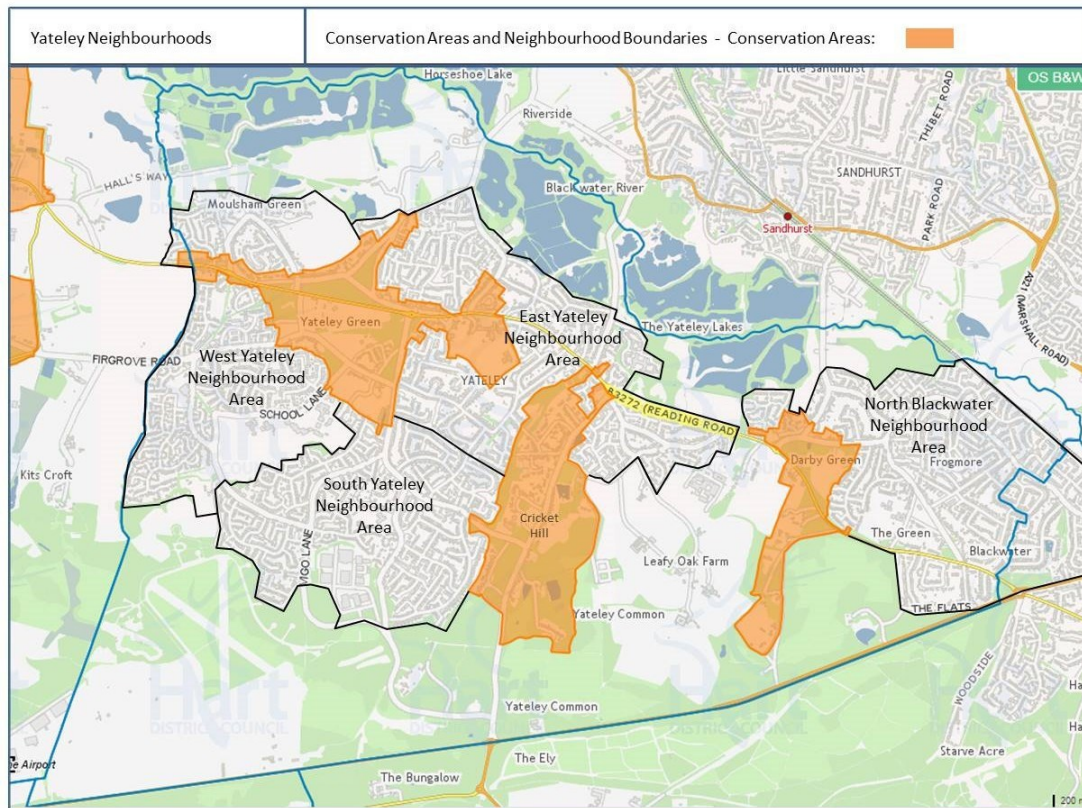 Yateley Neighbourhoods
Conservation Areas and Neighbourhood Boundaries - Conservation Areas:
Horseshoe Lake
Little Sandhurst
OS B&W
THIBET ROAD
Riverside
HALL'S WAY
SANDHURST
Moulsham Green
Blackwater River
PARK ROAD
Sandhurst
A321 (MARSHALL ROAD)
Yateley Green
East Yateley
Neighbourhood
Area
The Yateley Lakes
FIRGROVE ROAD
West Yateley
Neighbourhood
Area
YATELEY
SCHOOL LANE
B3272 (READING ROAD)
North Blackwater
Neighbourhood
Area
Darby Green
Frogmore
Kits Croft
South Yateley
Neighbourhood
Area
Cricket
Hill
The Green
Blackwater
Leafy Oak Farm
Yateley Common
THE FLATS
WOODSIDE
Hart
DISTRICT COUNCIL
Yateley Common
Starve Acre
The Ely
The Bungalow
Airport
200 m